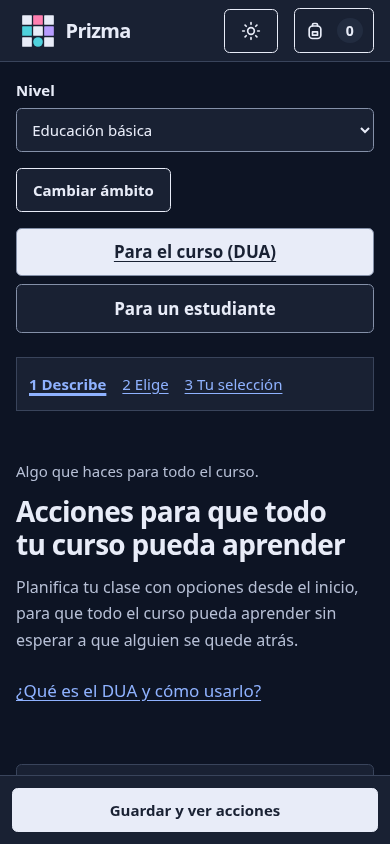 Prizma
0
Nivel
Educación básica
Cambiar ámbito
Para el curso (DUA)
Para un estudiante
1 Describe 2 Elige 3 Tu selección
Algo que haces para todo el curso.
Acciones para que todo
tu curso pueda aprender
Planifica tu clase con opciones desde el inicio,
para que todo el curso pueda aprender sin
esperar a que alguien se quede atrás.
¿Qué es el DUA y cómo usarlo?
Guardar y ver acciones